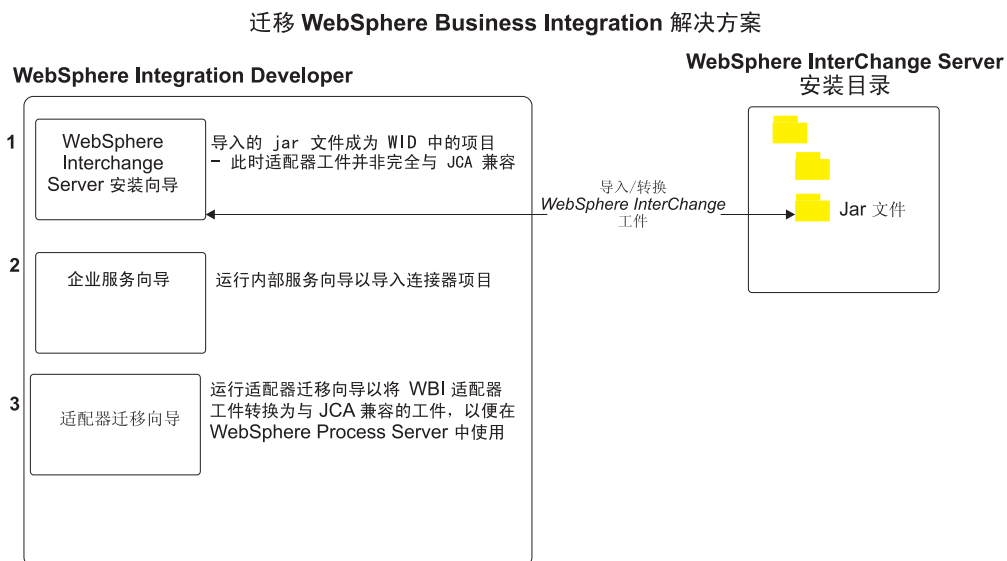 迁移 WebSphere Business Integration 解决方案
WebSphere Integration Developer
WebSphere InterChange Server
安装目录
1
WebSphere
Interchange
Server 安装向导
导入的 jar 文件成为 WID 中的项目
– 此时适配器工件并非完全与 JCA 兼容
导入/转换
WebSphere InterChange
工件
Jar 文件
2
企业服务向导
运行内部服务向导以导入连接器项目
3
适配器迁移向导
运行适配器迁移向导以将 WBI 适配器
工件转换为与 JCA 兼容的工件，以便在
WebSphere Process Server 中使用